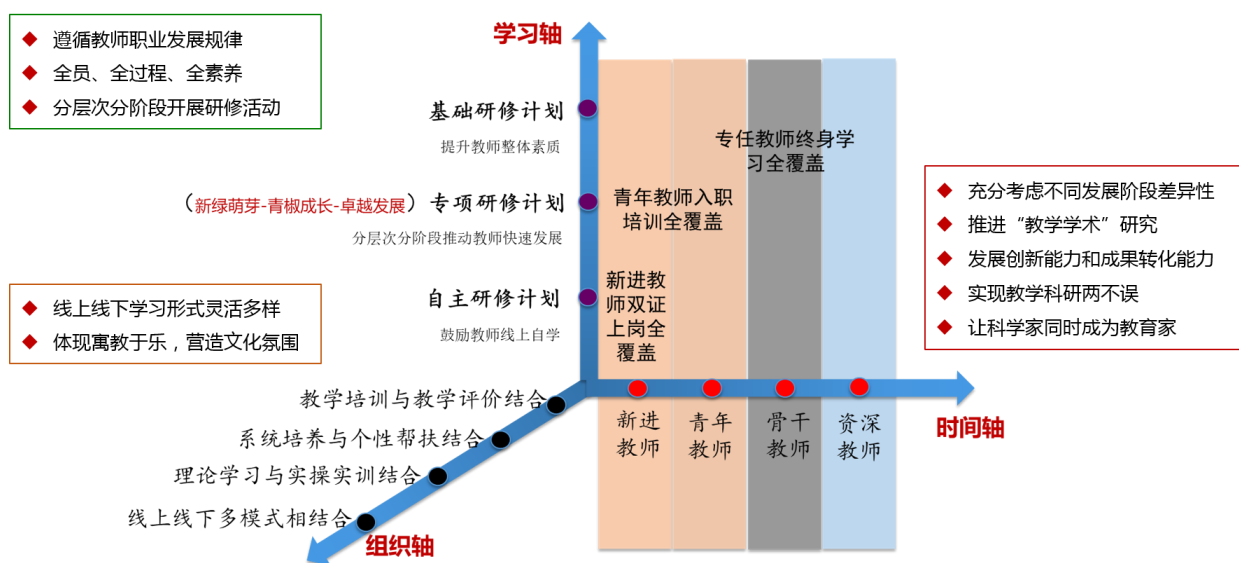 遵循教师职业发展规律
全员、全过程、全素养
分层次分阶段开展研修活动
学习轴
基础研修计划
提升教师整体素质
(新绿萌芽-青椒成长-卓越发展)专项研修计划
分层次分阶段推动教师快速发展
自主研修计划
鼓励教师线上自学
线上线下学习形式灵活多样
体现寓教于乐，营造文化氛围
专任教师终身学
习全覆盖
青年教师入职
培训全覆盖
新进教
师双证
上岗全
覆盖
充分考虑不同发展阶段差异性
推进“教学学术”研究
发展创新能力和成果转化能力
实现教学科研两不误
让科学家同时成为教育家
教学培训与教学评价结合
系统培养与个性帮扶结合
理论学习与实操实训结合
线上线下多模式相结合
组织轴
新进
教师
青年
教师
骨干
教师
资深
教师
时间轴